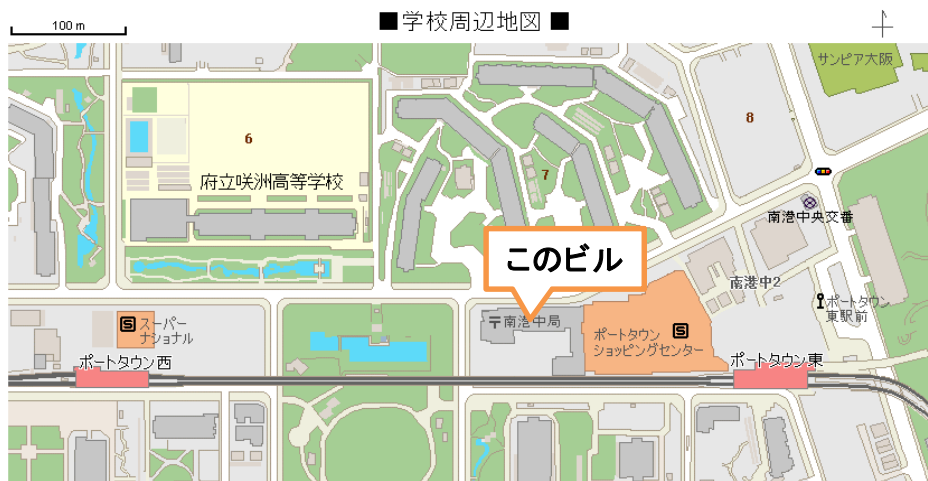 ■学校周辺地図 ■
100 m
サンピア大阪
8
6
府立咲洲高等学校
7
南港中央交番
このビル
南港中2
ポートタウン
東駅前
〒南港中局
S スーパー
ナショナル
ポートタウン S
ショッピングセンター
ポートタウン西
ポートタウン東